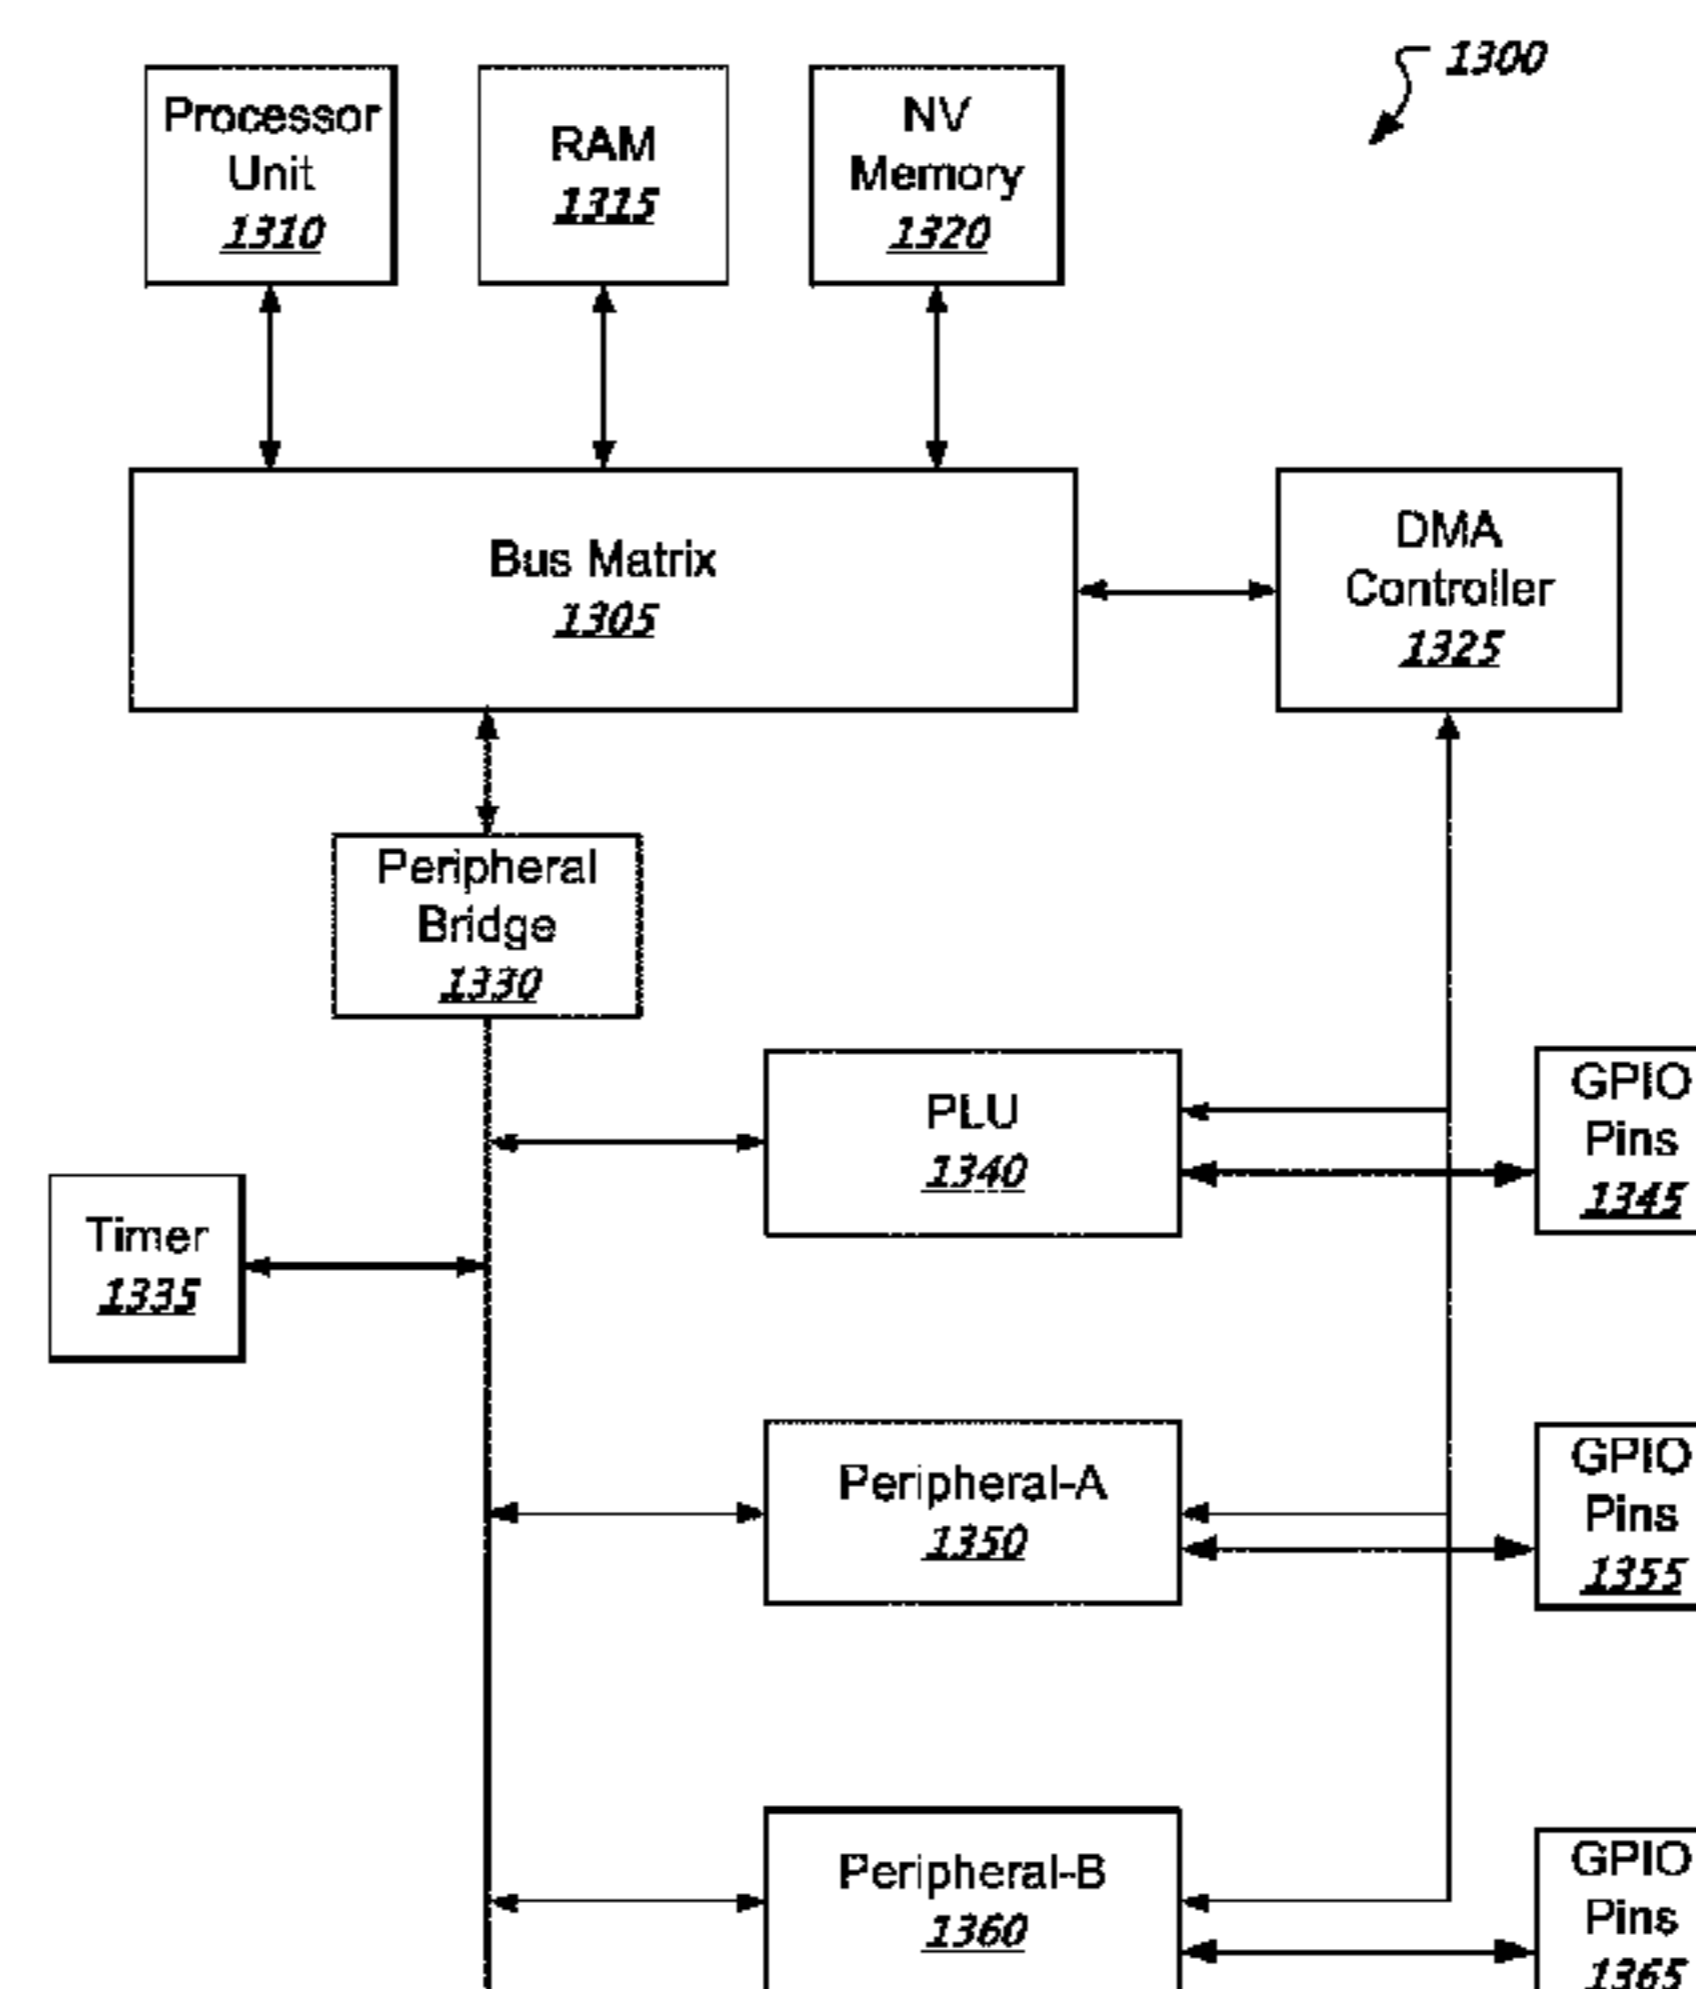 1300
Processor
Unit
1310
RAM
1315
NV
Memory
1320
Bus Matrix
1305
DMA
Controller
1325
Peripheral
Bridge
1330
PLU
1340
GPIO
Pins
1345
Timer
1335
Peripheral-A
1350
GPIO
Pins
1355
Peripheral-B
1360
GPIO
Pins
1365